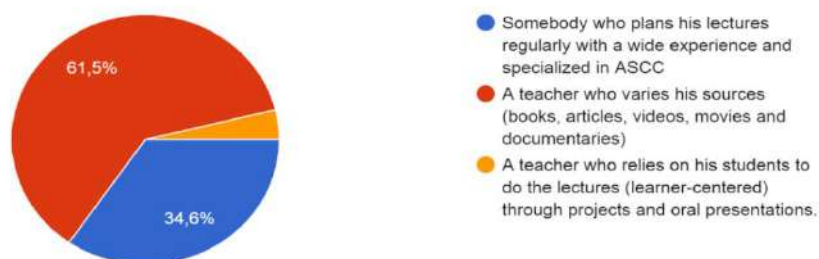 61,5%
34,6%
Somebody who plans his lectures
regularly with a wide experience and
specialized in ASCC
A teacher who varies his sources
(books, articles, videos, movies and
documentaries)
A teacher who relies on his students to
do the lectures (learner-centered)
through projects and oral presentations.